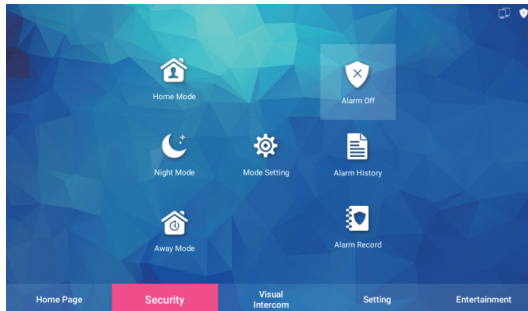 Home Mode
Alarm Off
Night Mode
Mode Setting
Alarm History
Away Mode
Alarm Record
Home Page
Security
Visual
Intercom
Setting
Entertainment